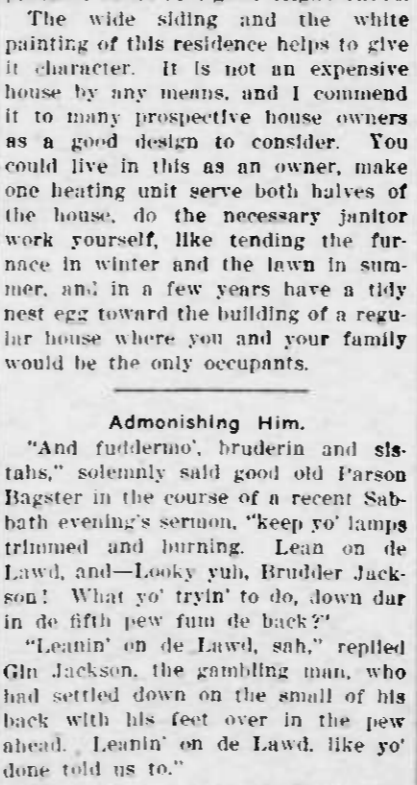 The wide siding and the white
painting of this residence helps to give
it character. It is not an expensive
house by any means, and I commend
it to many prospective house owners
as a good design to consider. You
could live in this as an owner, make
one heating unit serve both halves of
the house, do the necessary janitor
work yourself, like tending the fur-
nace in winter and the lawn in sum-
mer, and in a few years have a tidy
nest egg toward the building of a regu-
lar house where you and your family
would be the only occupants.
Admonishing Him.
"And fuddermo', bruderin and sis-
tahs," solemnly said good old Parson
Bagster in the course of a recent Sab-
bath evening's sermon, "keep yo' lamps
trimmed and burning. Lean on de
Lawd, and—Looky yuh, Brudder Jack-
son! What yo' tryin' to do, down dar
in de fifth pew fum de back?"
"Leanin' on de Lawd, sah," replied
Gin Jackson, the gambling man, who
had settled down on the small of his
back with his feet over in the pew
ahead. Leanin' on de Lawd, like yo'
done told us to."